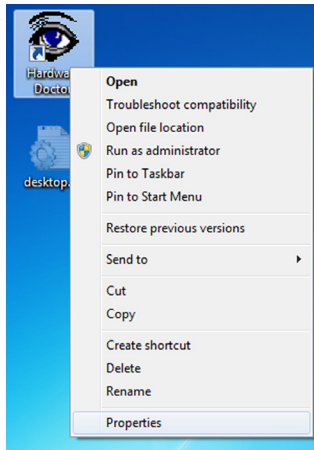 Hardwa
Docto
desktop.
Open
Troubleshoot compatibility
Open file location
Run as administrator
Pin to Taskbar
Pin to Start Menu
Restore previous versions
Send to
Cut
Copy
Create shortcut
Delete
Rename
Properties